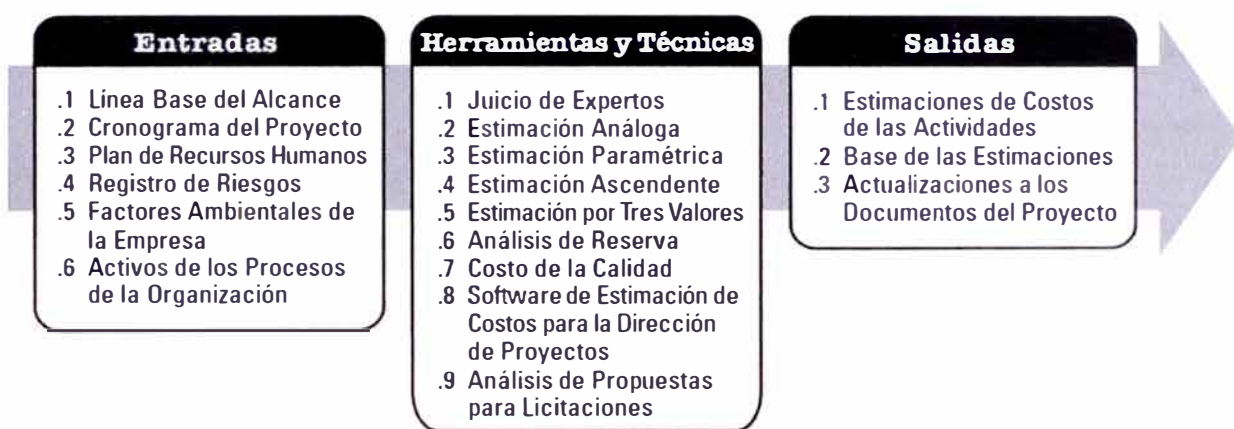 Entradas
.1 Línea Base del Alcance
.2 Cronograma del Proyecto
.3 Plan de Recursos Humanos
.4 Registro de Riesgos
.5 Factores Ambientales de
la Empresa
.6 Activos de los Procesos
de la Organización
Herramientas y Técnicas
.1 Juicio de Expertos
.2 Estimación Análoga
.3 Estimación Paramétrica
.4 Estimación Ascendente
.5 Estimación por Tres Valores
.6 Análisis de Reserva
.7 Costo de la Calidad
.8 Software de Estimación de
Costos para la Dirección
de Proyectos
.9 Análisis de Propuestas
para Licitaciones
Salidas
.1 Estimaciones de Costos
de las Actividades
.2 Base de las Estimaciones
.3 Actualizaciones a los
Documentos del Proyecto